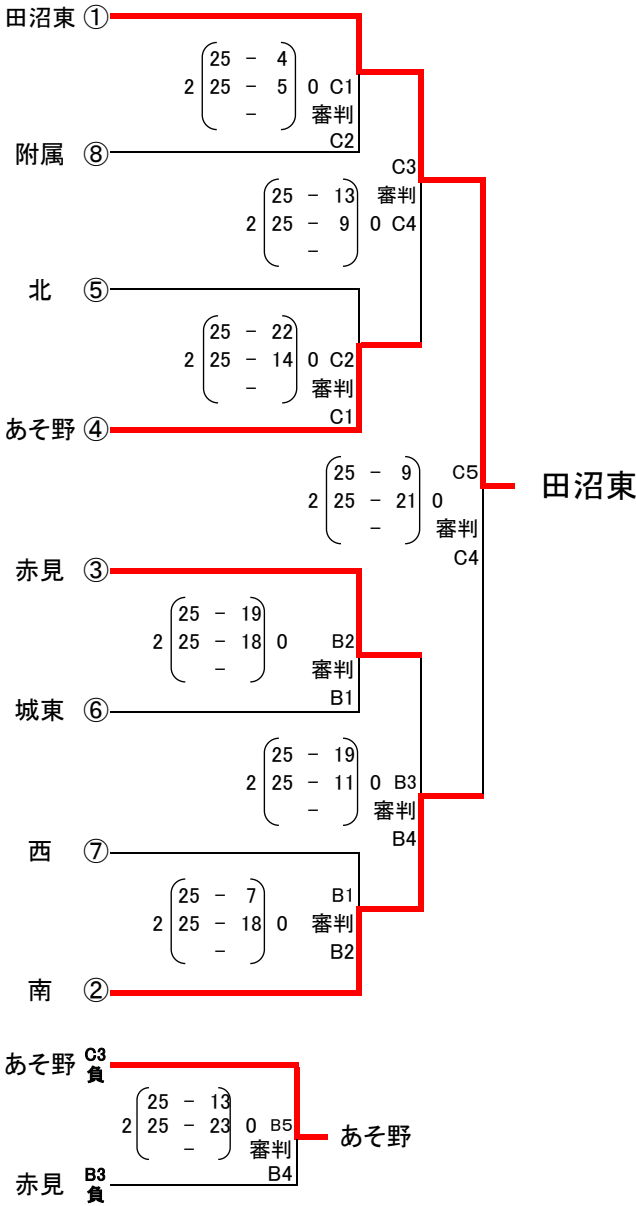 田沼東 ①
25 - 4
2 25 - 5 0 C1
- 審判
C2
附属 ⑧
C3
25 - 13 審判
2 25 - 9 0 C4
-
北 ⑤
25 - 22
2 25 - 14 0 C2
- 審判
C1
あそ野 ④
25 - 9 C5
2 25 - 21 0
- 審判
C4
田沼東
赤見 ③
25 - 19
2 25 - 18 0 B2
- 審判
B1
城東 ⑥
25 - 19
2 25 - 11 0 B3
- 審判
B4
西 ⑦
25 - 7 B1
2 25 - 18 0 審判
- B2
南 ②
あそ野 C3
負
25 - 13
2 25 - 23 0 B5
- 審判
B4
あそ野
赤見 B3
負